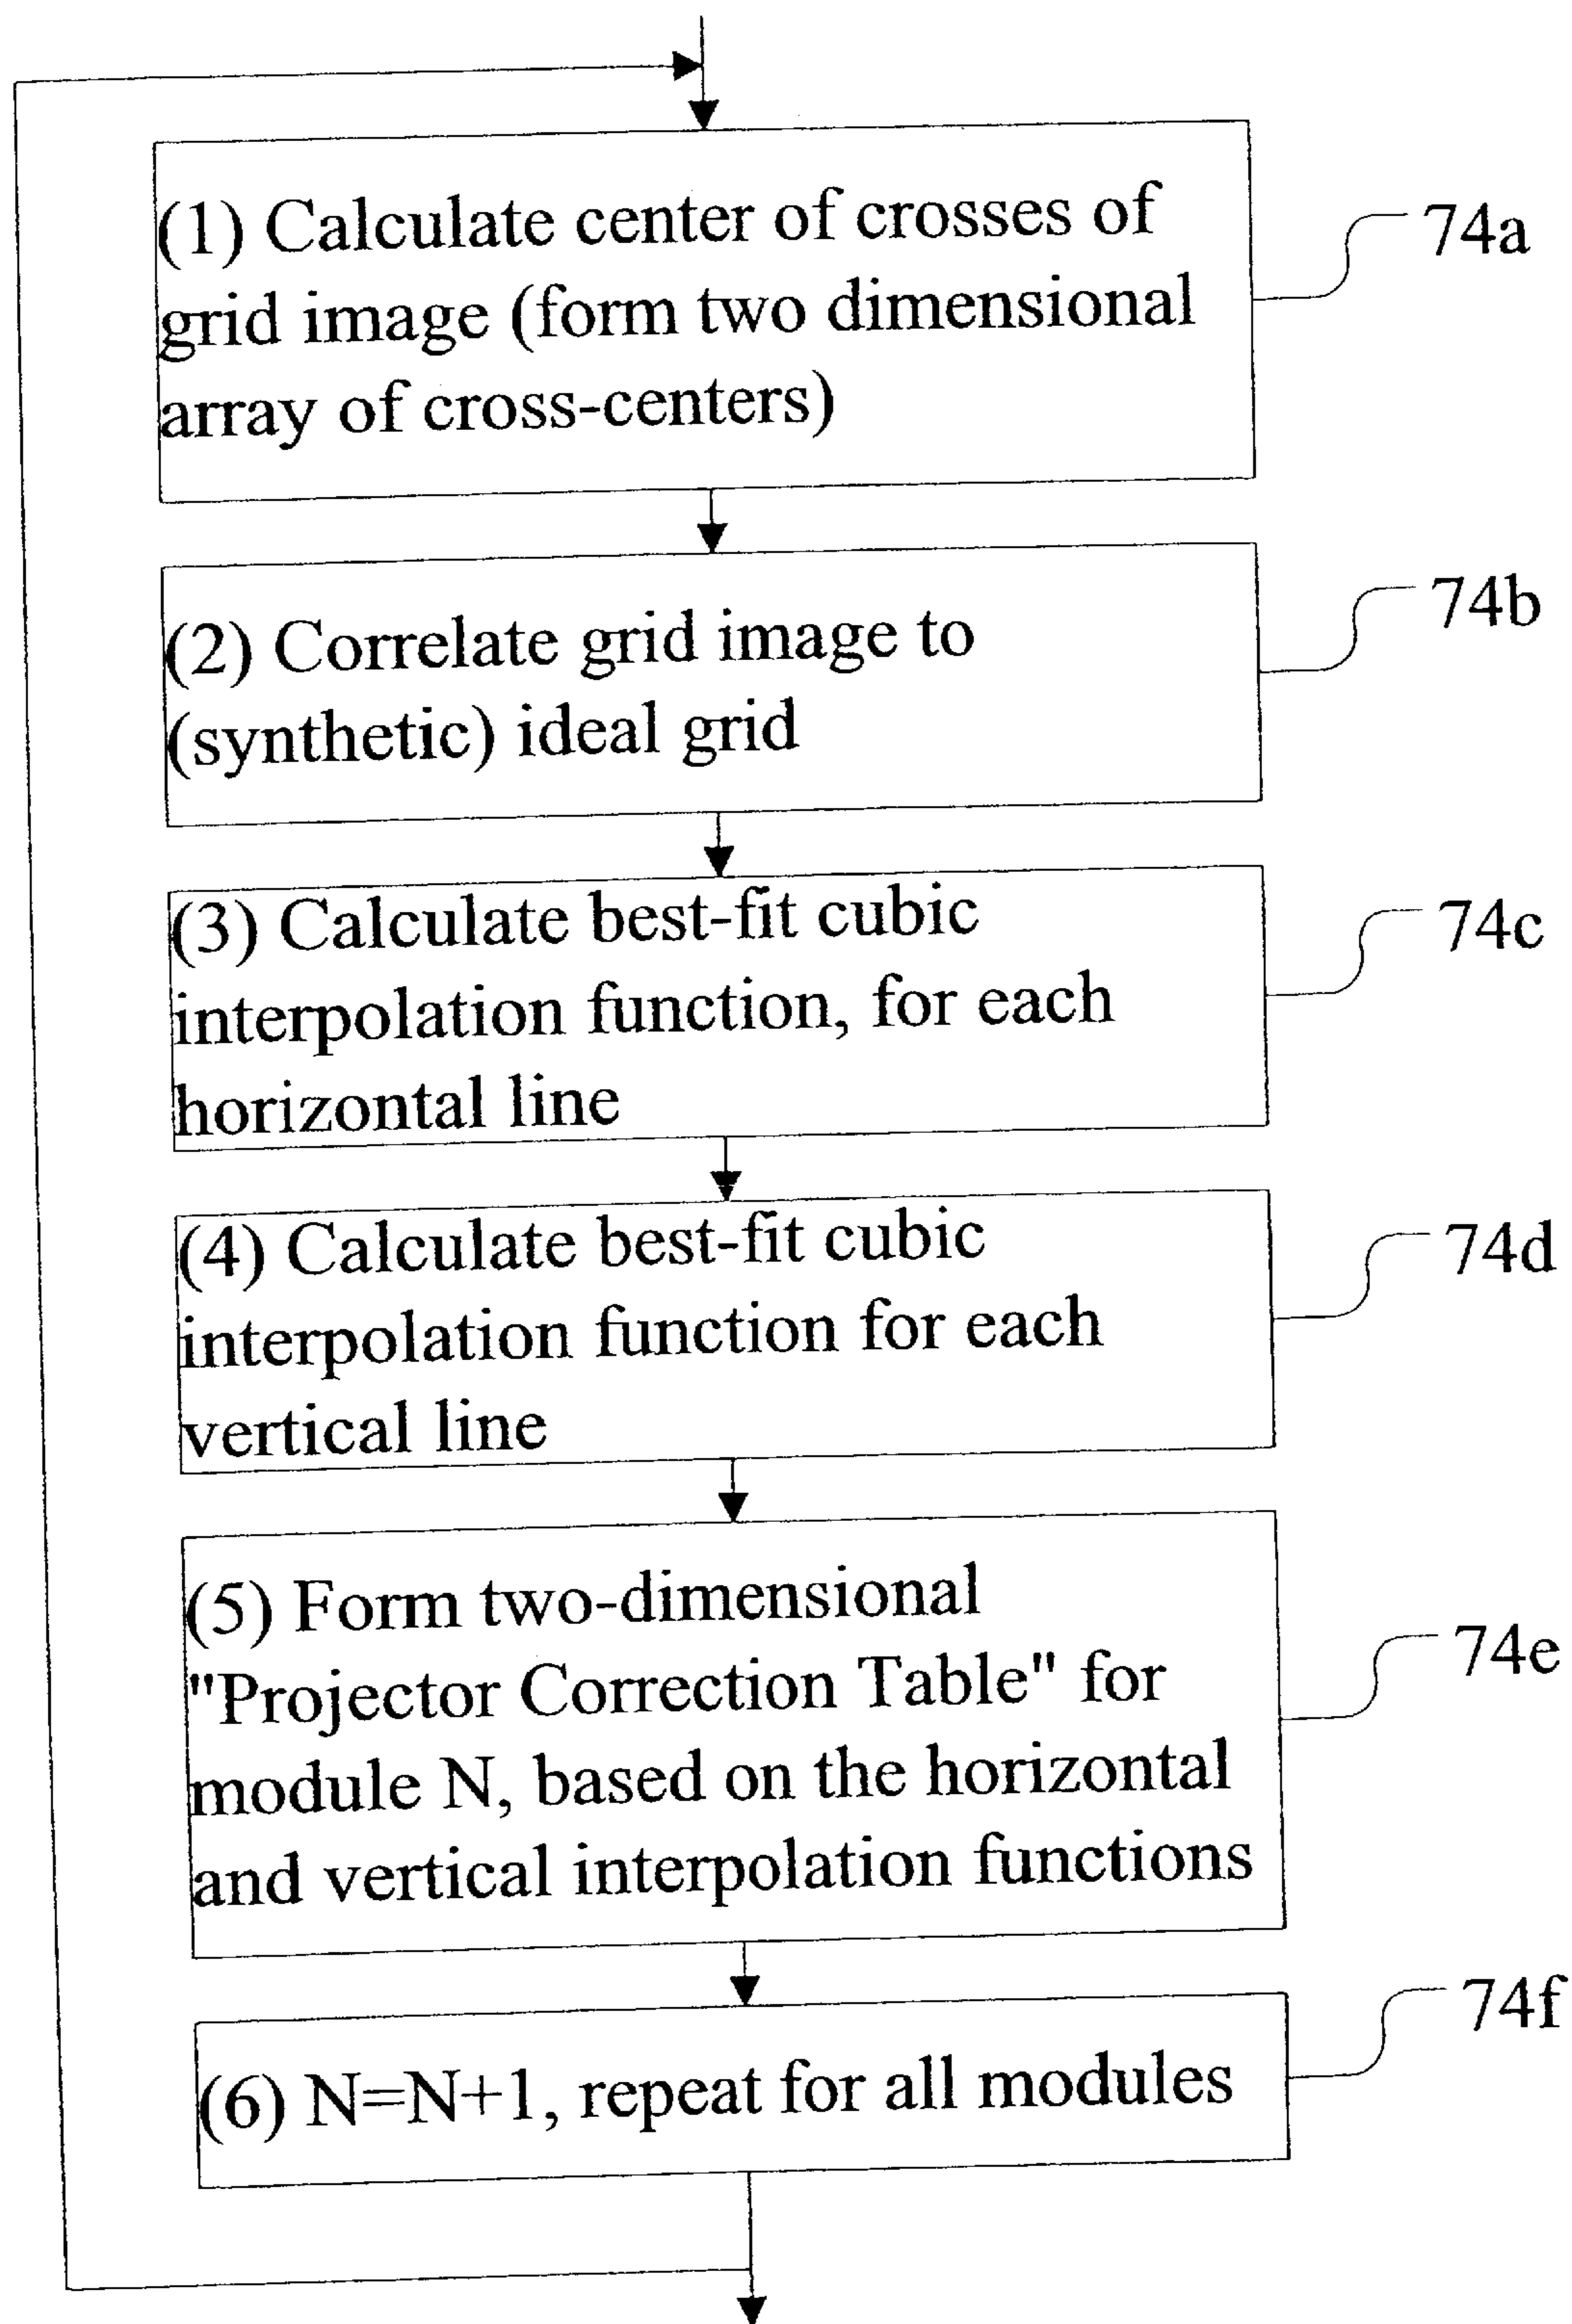 (1) Calculate center of crosses of
grid image (form two dimensional
array of cross-centers)
74a
(2) Correlate grid image to
(synthetic) ideal grid
74b
(3) Calculate best-fit cubic
interpolation function, for each
horizontal line
74c
(4) Calculate best-fit cubic
interpolation function for each
vertical line
74d
(5) Form two-dimensional
"Projector Correction Table" for
module N, based on the horizontal
and vertical interpolation functions
74e
(6) N=N+1, repeat for all modules
74f